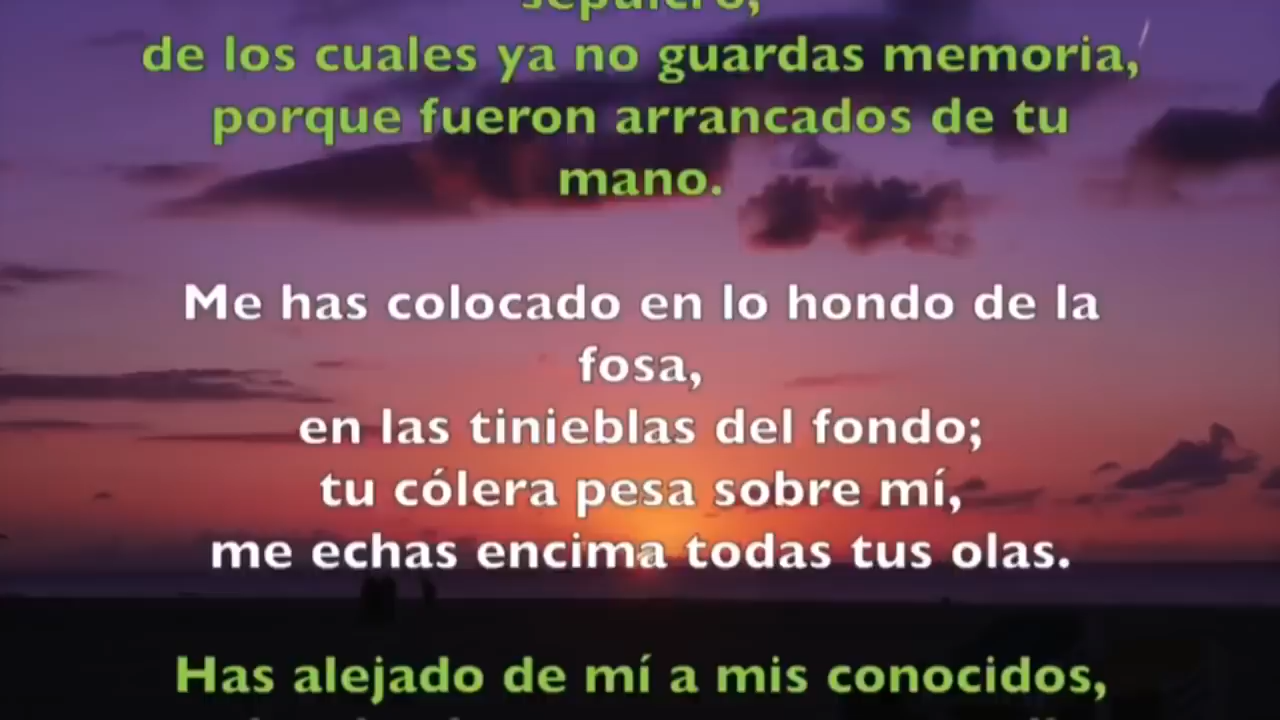 sepulcro,
de los cuales ya no guardas memoria,
porque fueron arrancados de tu
mano.
Me has colocado en lo hondo de la
fosa,
en las tinieblas del fondo;
tu cólera pesa sobre mí,
me echas encima todas tus olas.
Has alejado de mí a mis conocidos,